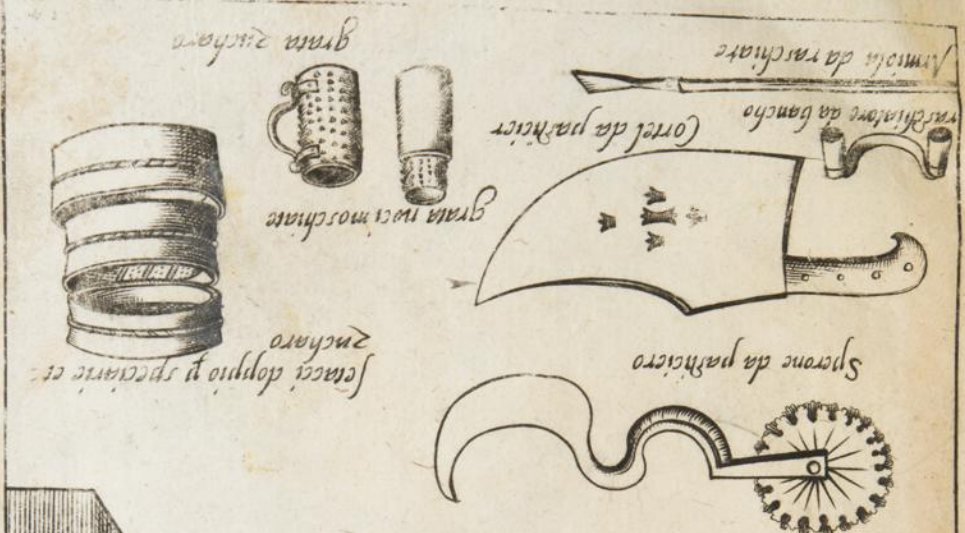 Sperone da pasticiero
setacci doppio ꝑ speciarie et
zucharo
grata noci moschiate
Cortel da pasticier
raschiatore da bancho
Armiola da raschiare
grata zucharo